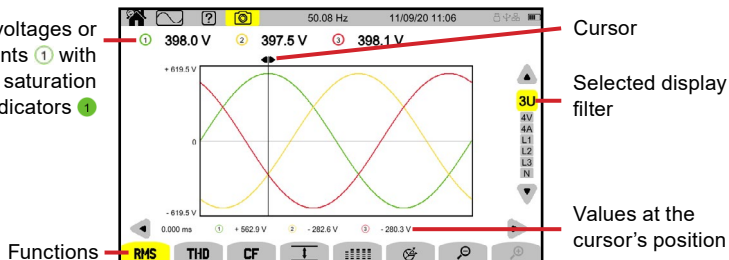 50.08 Hz 11/09/20 11:06
voltages or
nts 1 with
saturation
dicators 1
1 398.0 V 2 397.5 V 3 398.1 V
Cursor
+ 619.5 V
0
- 619.5 V
3U
4V
4A
L1
L2
L3
N
Selected display
filter
0.000 ms 1 + 562.9 V 2 - 282.6 V 3 - 280.3 V
Values at the
cursor's position
Functions
RMS THD CF